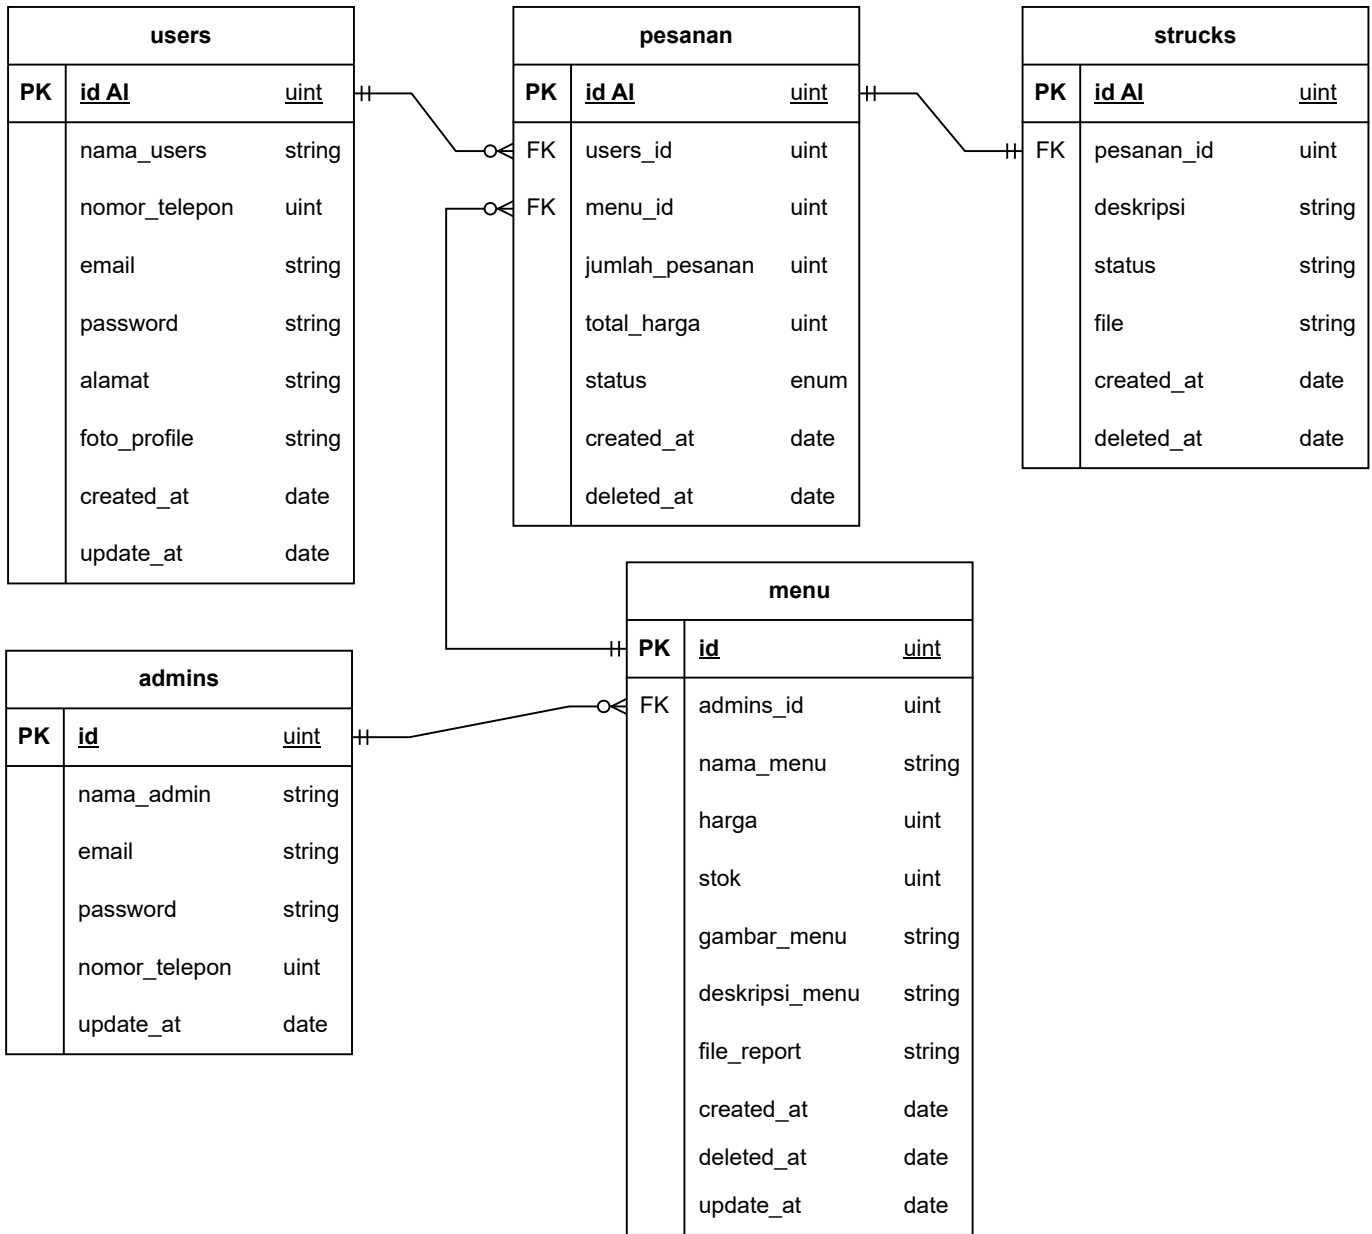 users
PK id AI uint
nama_users string
nomor_telepon uint
email string
password string
alamat string
foto_profile string
created_at date
update_at date
pesanan
PK id AI uint
FK users_id uint
FK menu_id uint
jumlah_pesanan uint
total_harga uint
status enum
created_at date
deleted_at date
strucks
PK id AI uint
FK pesanan_id uint
deskripsi string
status string
file string
created_at date
deleted_at date
admins
PK id uint
nama_admin string
email string
password string
nomor_telepon uint
update_at date
menu
PK id uint
FK admins_id uint
nama_menu string
harga uint
stok uint
gambar_menu string
deskripsi_menu string
file_report string
created_at date
deleted_at date
update_at date